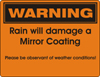 WARNING
Rain will damage a
Mirror Coating
Please be observant of weather conditions!